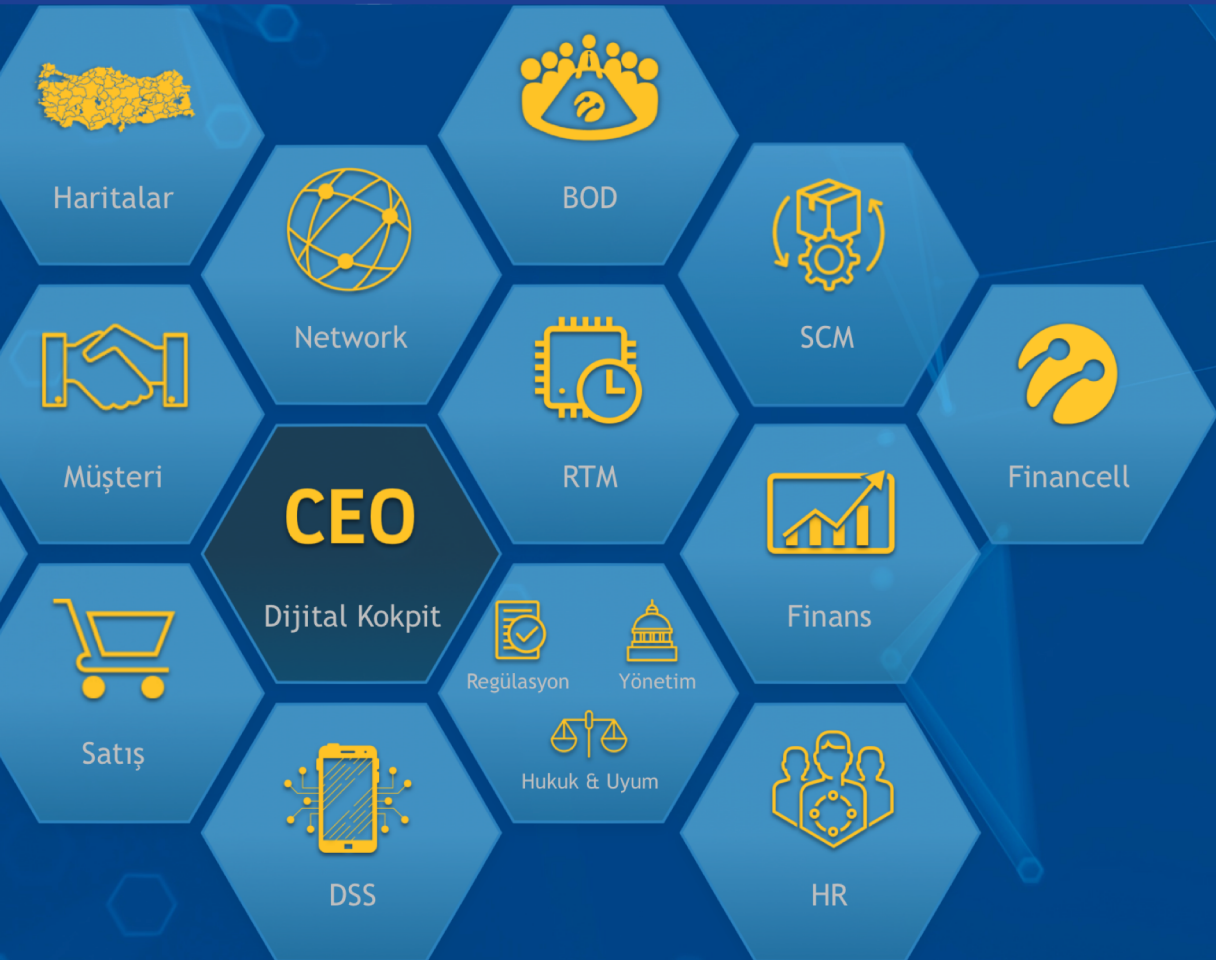 Haritalar
BOD
Network
SCM
Müşteri
RTM
Financell
CEO
Dijital Kokpit
Finans
Regülasyon
Yönetim
Hukuk & Uyum
Satış
DSS
HR